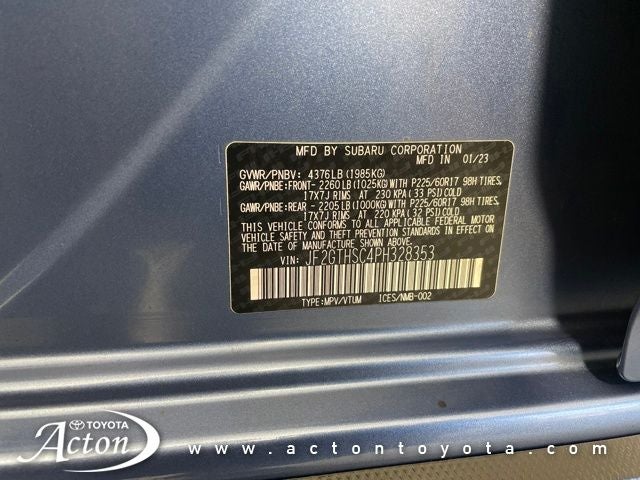 MFD BY SUBARU CORPORATION
MFD IN 01/23
GVWR/PNBV: 4376LB (1985KG)
GAWR/PNBE:FRONT- 2260LB (1025KG) WITH P225/60R17 98H TIRES,
17X7J RIMS AT 230 KPA (33 PSI) COLD
GAWR/PNBE:REAR - 2205LB (1000KG) WITH P225/60R17 98H TIRES,
17X7J RIMS AT 220 KPA (32 PSI) COLD
THIS VEHICLE CONFORMS TO ALL APPLICABLE FEDERAL MOTOR
VEHICLE SAFETY AND BUMPER STANDARDS IN EFFECT ON
THE DATE OF MANUFACTURE SHOWN ABOVE.
VIN: JF2GTHSC4PH328353
TYPE:MPV/VTUM ICES/NMB-002
TOYOTA
Acton
www.actontoyota.com